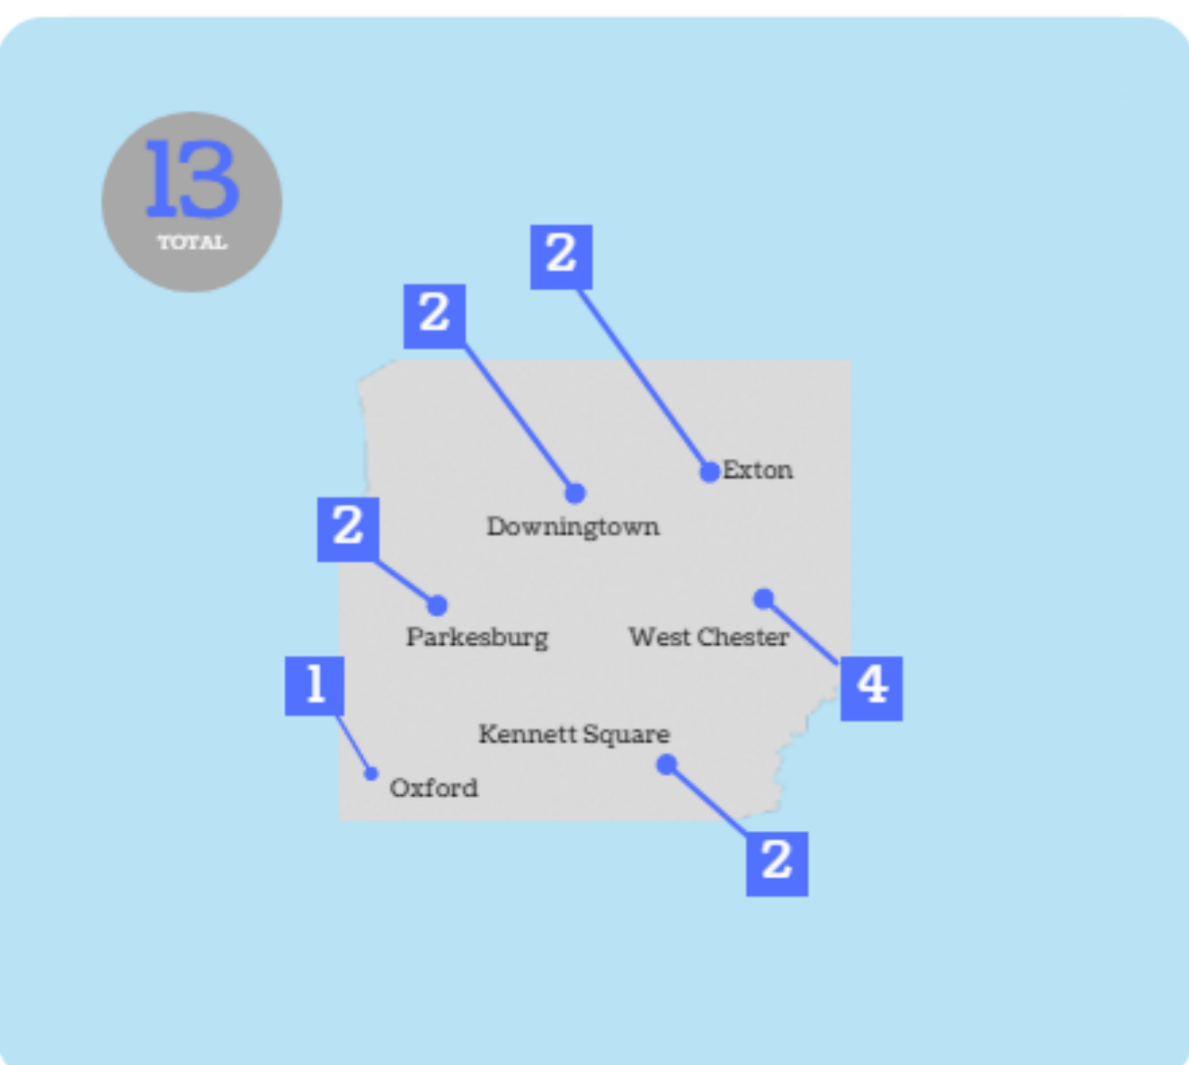 13
TOTAL
2
2
Exton
Downingtown
2
Parkesburg
West Chester
1
4
Kennett Square
Oxford
2